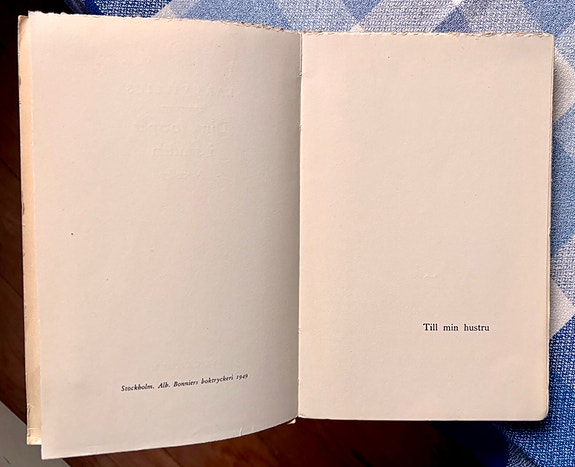 Stockholm. Alb. Bonniers boktryckeri 1949
Till min hustru